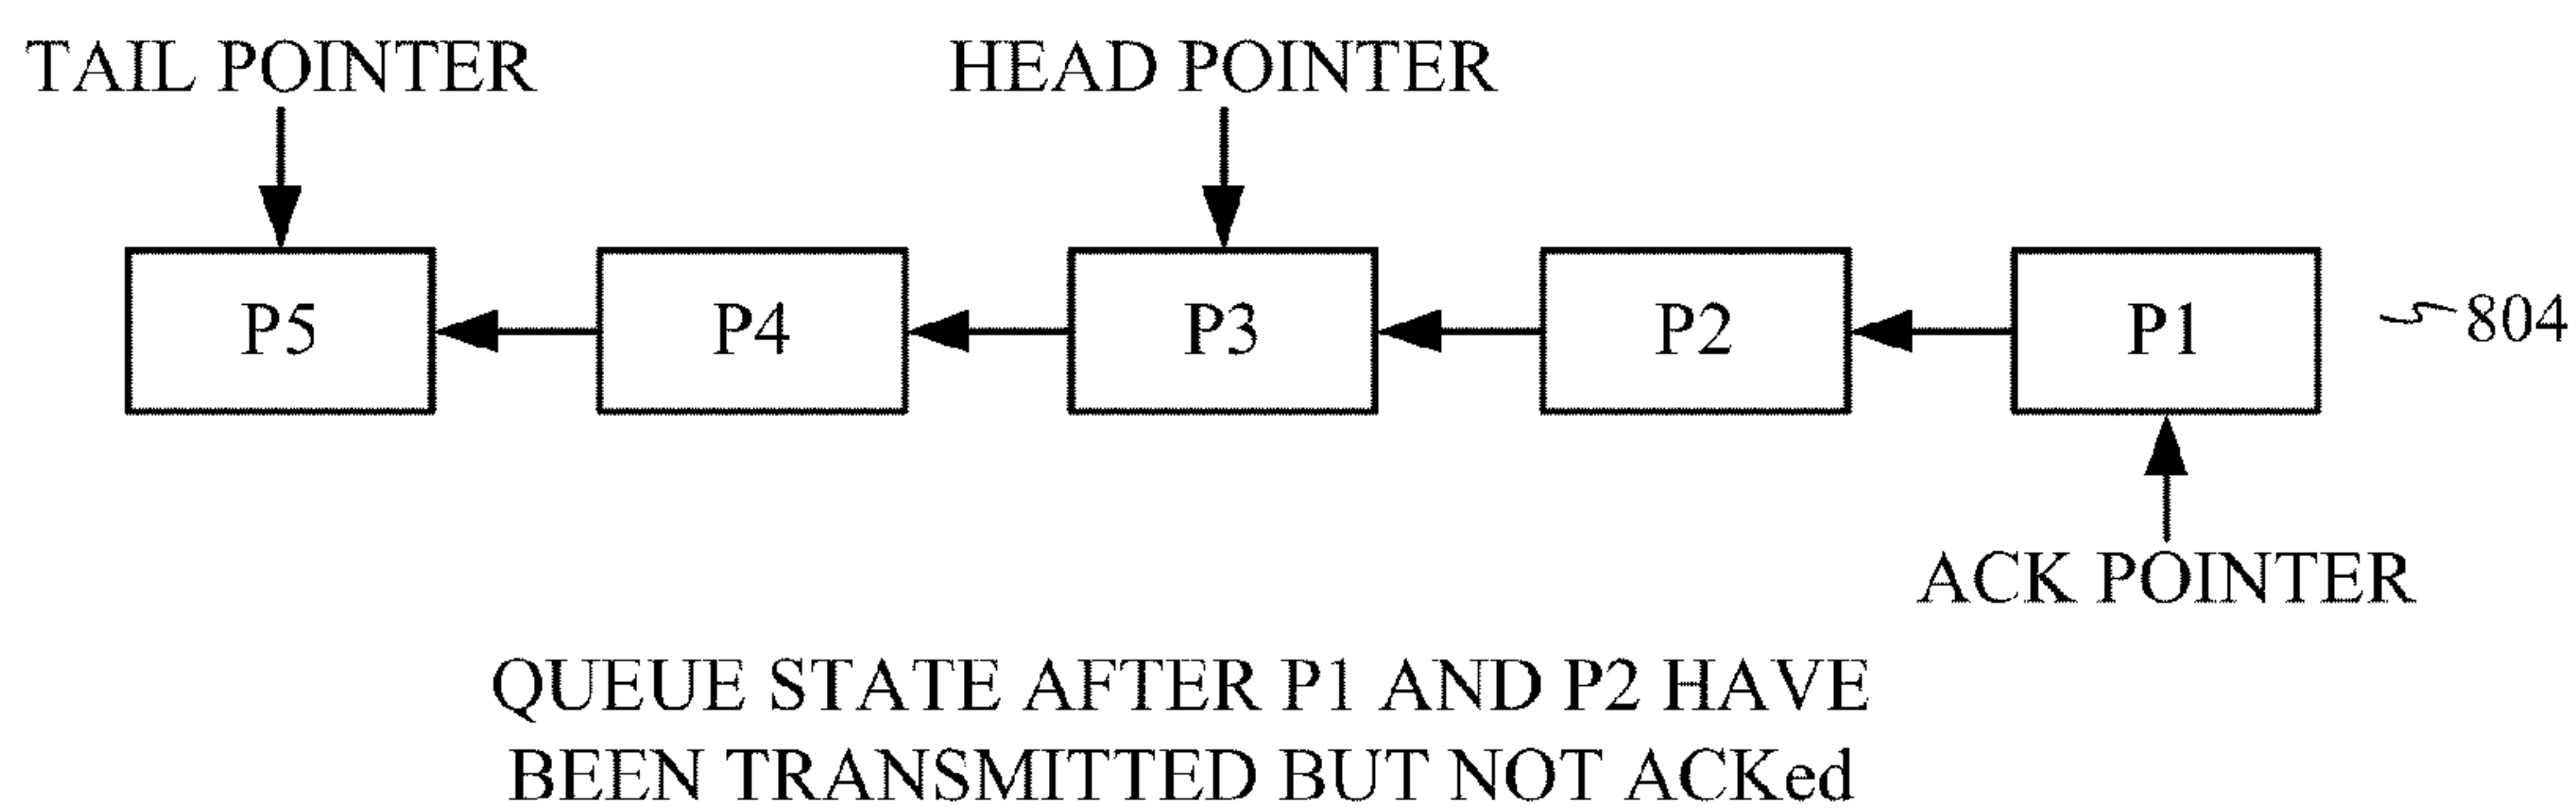 TAIL POINTER
HEAD POINTER
P5
P4
P3
P2
P1
804
ACK POINTER
QUEUE STATE AFTER P1 AND P2 HAVE
BEEN TRANSMITTED BUT NOT ACKed